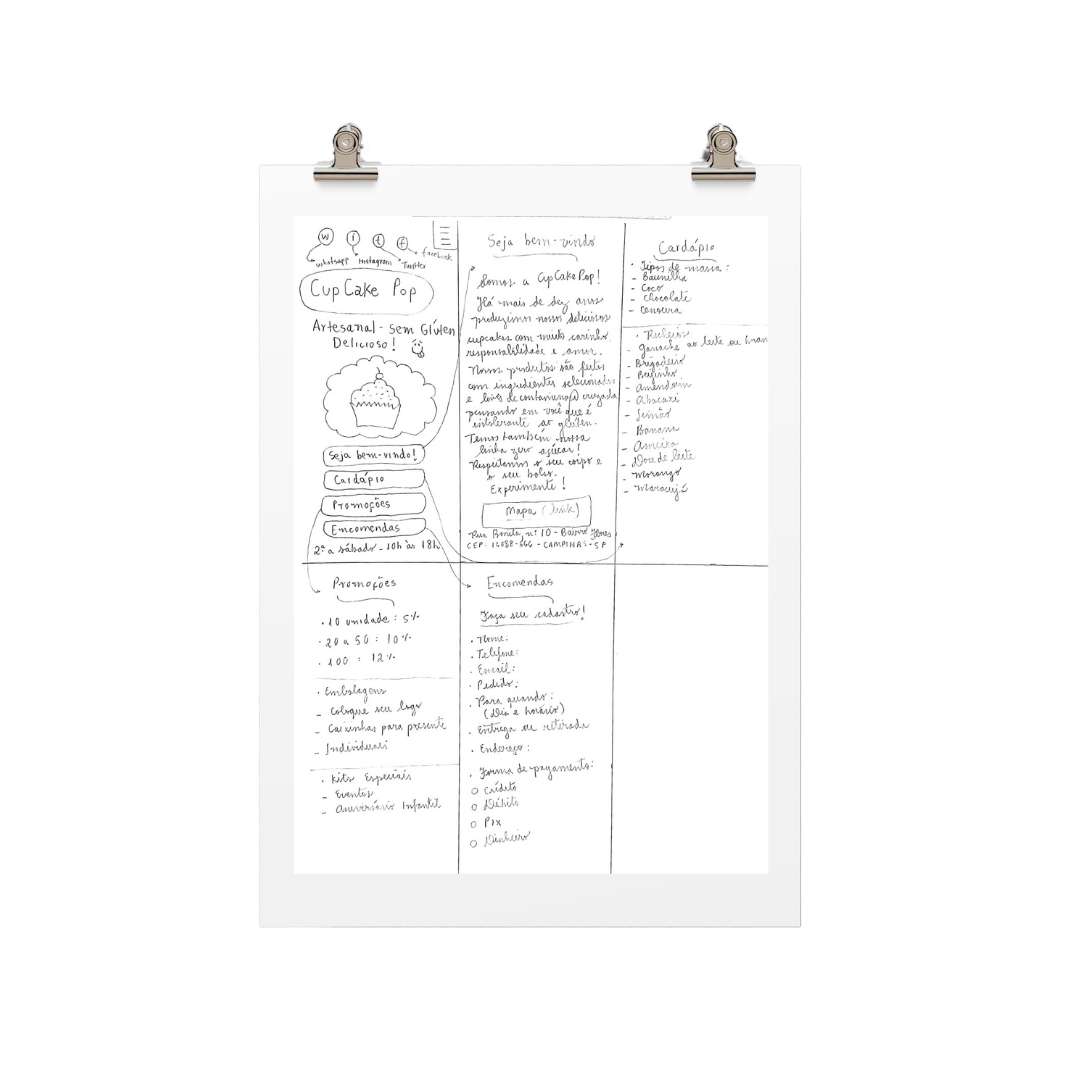 W i t f
whatsapp instagram Twitter facebook
CupCake Pop
Artesanal - Sem Glúten
Delicioso!
Seja bem-vindo!
Cardápio
Promoções
Encomendas
2ª a sábado - 10h às 18h
Seja bem-vindo
Somos a CupCakePop!
Há mais de dez anos
produzimos nossos deliciosos
cupcakes com muito carinho,
responsabilidade e amor.
Nossos produtos são feitos
com ingredientes selecionados
e livres de contaminação cruzada
pensando em você que é
intolerante ao glúten.
Temos também nossa
linha zero açúcar!
Respeitamos o seu corpo e
o seu bolso.
Experimente!
Mapa (link)
Rua Bonita, nº 10 - Bairro Flores
CEP: - CAMPINAS - SP
Cardápio
• Tipos de massa:
- Baunilha
- Coco
- Chocolate
- Cenoura
• Recheios
- Ganache ao leite ou bran
- Brigadeiro
- Beijinho
- Amendoim
- Abacaxi
- Limão
- Banana
- Ameixa
- Doce de leite
- Morango
- Maracujá
Promoções
• 10 unidade: 5%
• 20 a 50: 10%
• 100: 12%
• Embalagens
- Coloque seu logo
- Caixinhas para presente
- Individuais
• Kits Especiais
- Eventos
- Aniversário Infantil
Encomendas
Faça seu cadastro!
• Nome:
• Telefone:
• Email:
• Pedido:
• Para quando:
(Dia e horário)
• Entrega ou retirada
• Endereço:
• Forma de pagamento:
○ Crédito
○ Débito
○ Pix
○ Dinheiro